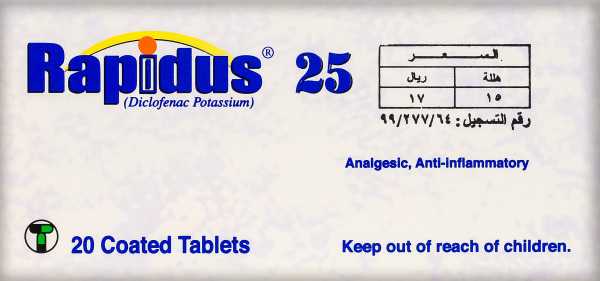 Rapidus® 25
(Diclofenac Potassium)
السعر
ريال هللة
١٧ ١٥
رقم التسجيل: ٩٩/٢٧٧/٦٤
Analgesic, Anti-inflammatory
20 Coated Tablets
Keep out of reach of children.